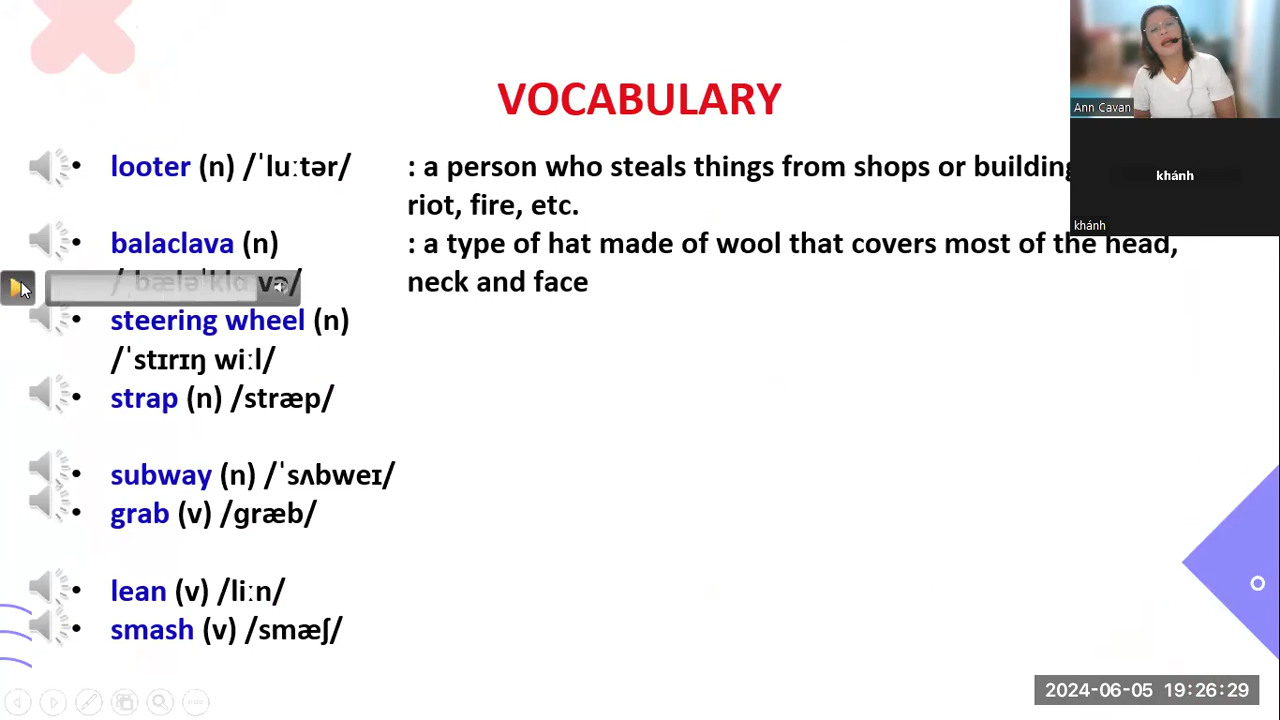 VOCABULARY
Ann Cavan
• looter (n) /ˈluːtər/ : a person who steals things from shops or building
riot, fire, etc.
khánh
khánh
• balaclava (n) : a type of hat made of wool that covers most of the head,
neck and face
• steering wheel (n)
/ˈstɪrɪŋ wiːl/
• strap (n) /stræp/
• subway (n) /ˈsʌbweɪ/
• grab (v) /ɡræb/
• lean (v) /liːn/
• smash (v) /smæʃ/
2024-06-05 19:26:29